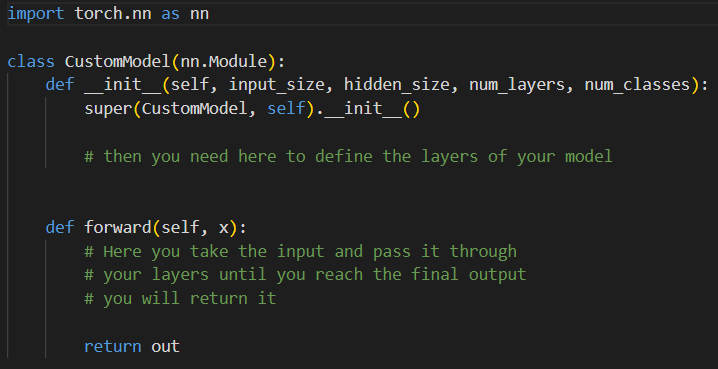 import torch.nn as nn
class CustomModel(nn.Module):
def __init__(self, input_size, hidden_size, num_layers, num_classes):
super(CustomModel, self).__init__()
# then you need here to define the layers of your model
def forward(self, x):
# Here you take the input and pass it through
# your layers until you reach the final output
# you will return it
return out